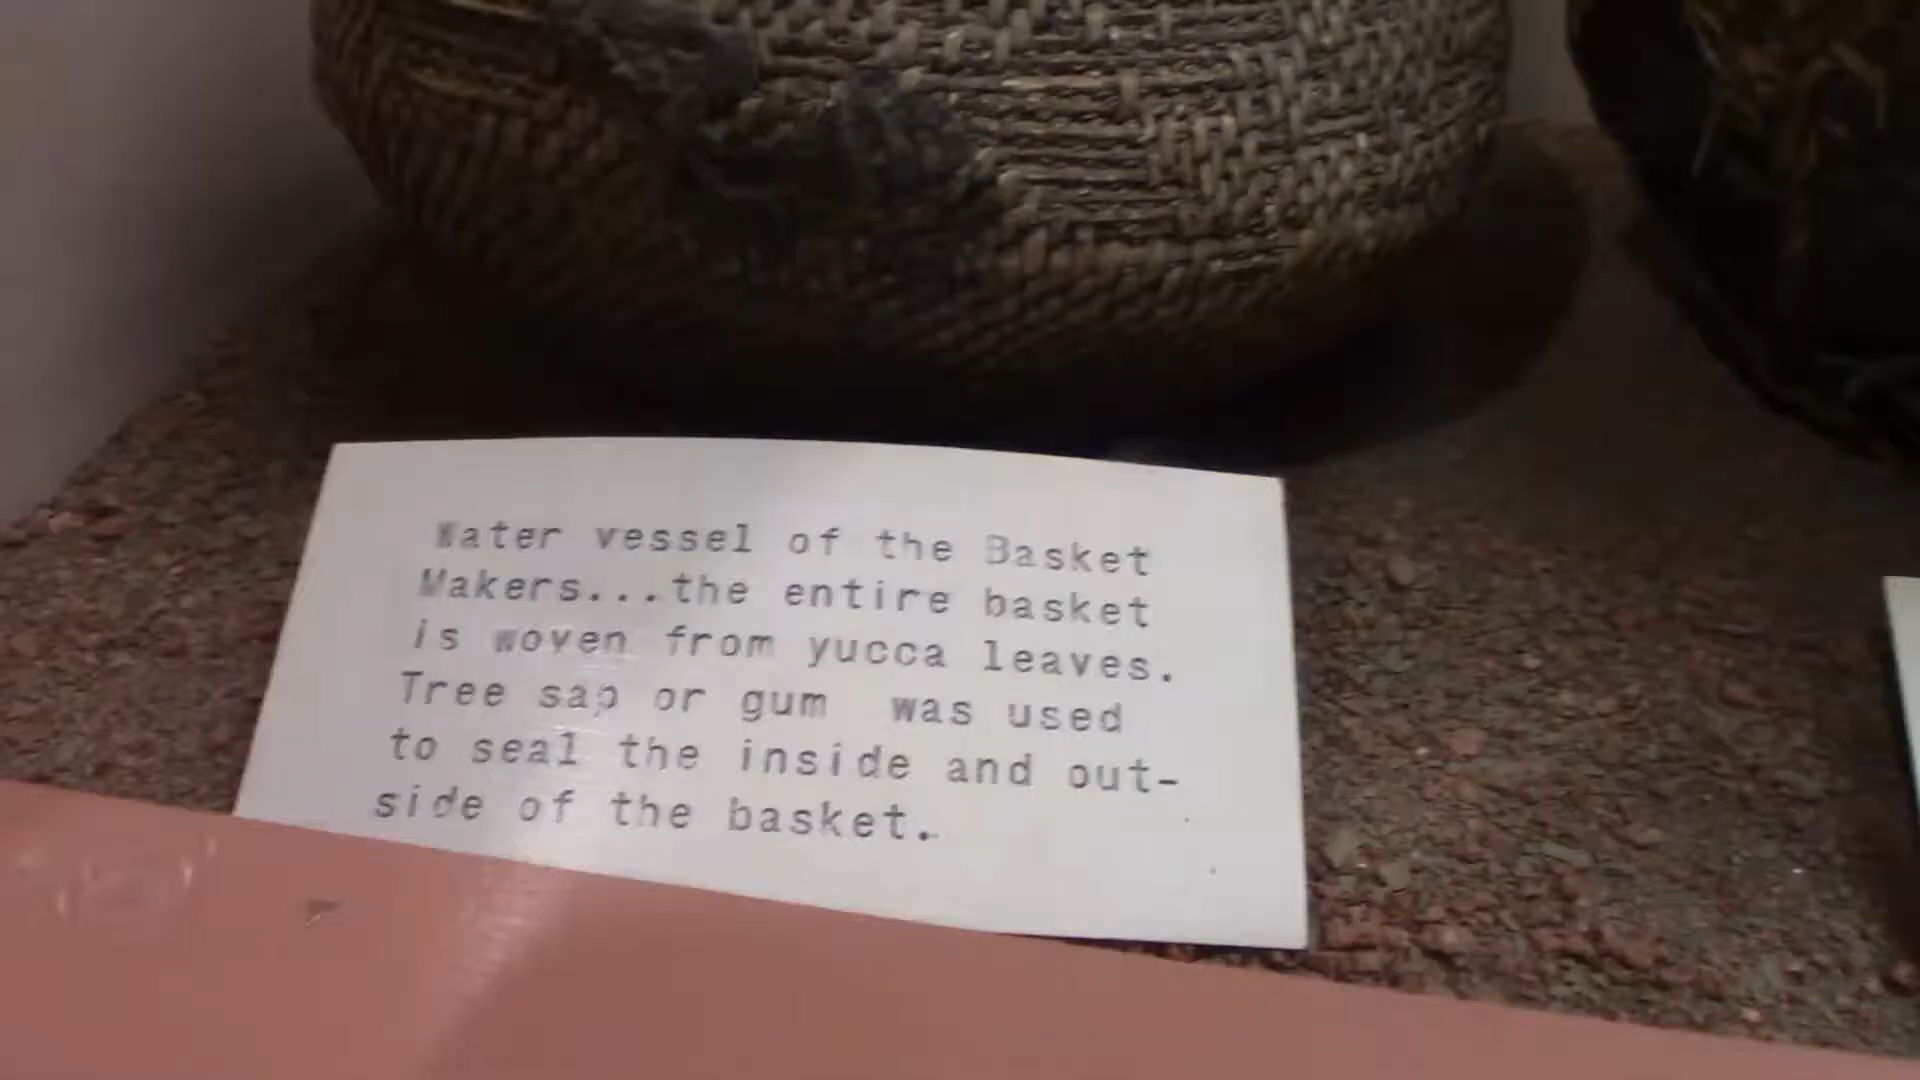 Water vessel of the Basket
Makers...the entire basket
is woven from yucca leaves.
Tree sap or gum was used
to seal the inside and out-
side of the basket.